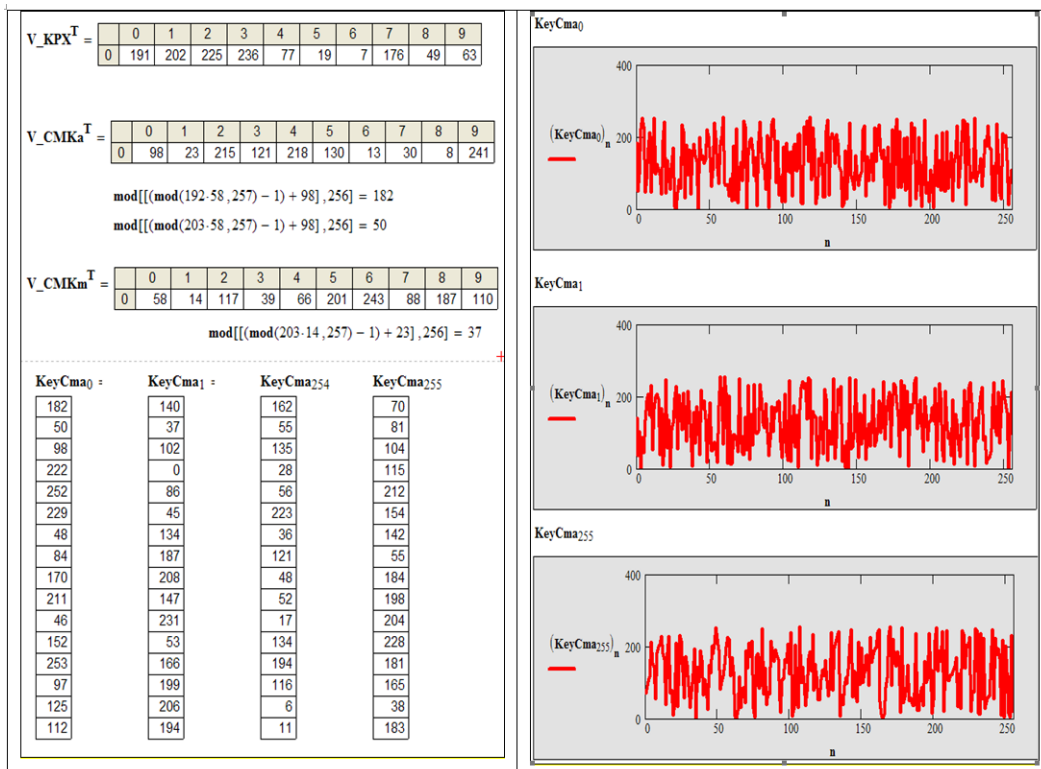 V_KPX^T =
0 1 2 3 4 5 6 7 8 9
0 191 202 225 236 77 19 7 176 49 63
V_CMKa^T =
0 1 2 3 4 5 6 7 8 9
0 98 23 215 121 218 130 13 30 8 241
mod[[(mod(192·58,257) − 1) + 98],256] = 182
mod[[(mod(203·58,257) − 1) + 98],256] = 50
V_CMKm^T =
0 1 2 3 4 5 6 7 8 9
0 58 14 117 39 66 201 243 88 187 110
mod[[(mod(203·14,257) − 1) + 23],256] = 37
KeyCma0 = KeyCma1 = KeyCma254 KeyCma255
182 140 162 70
50 37 55 81
98 102 135 104
222 0 28 115
252 86 56 212
229 45 223 154
48 134 36 142
84 187 121 55
170 208 48 184
211 147 52 198
46 231 17 204
152 53 134 228
253 166 194 181
97 199 116 165
125 206 6 38
112 194 11 183
KeyCma0
400
(KeyCma0)n 200
0
0 50 100 150 200 250
n
KeyCma1
400
(KeyCma1)n 200
0
0 50 100 150 200 250
n
KeyCma255
400
(KeyCma255)n 200
0
0 50 100 150 200 250
n